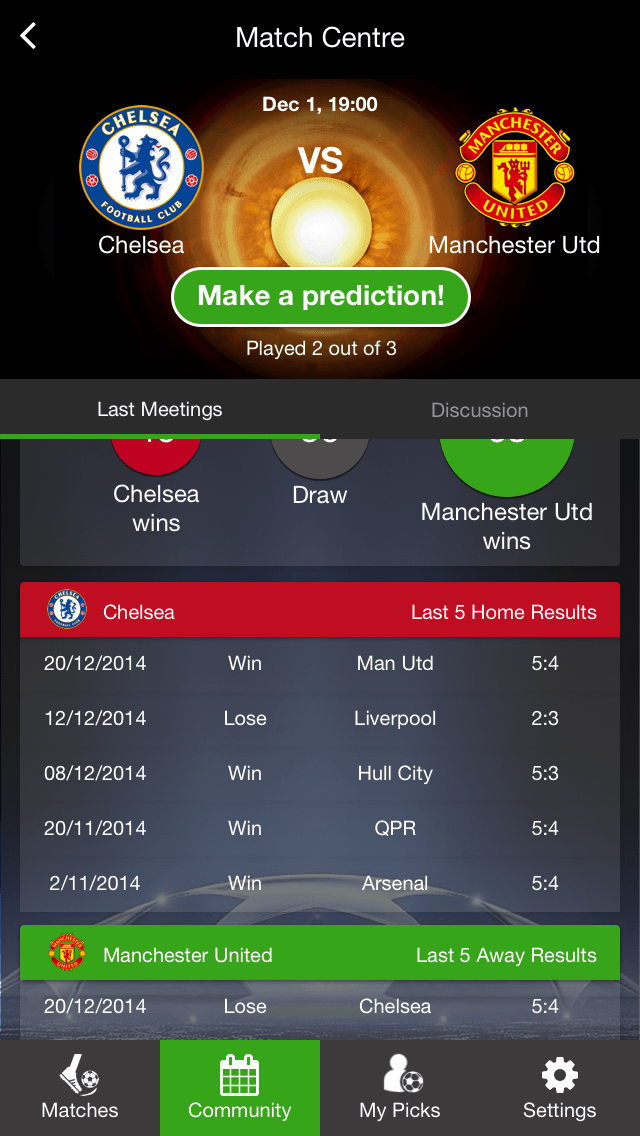 Match Centre
Dec 1, 19:00
VS
CHELSEA
FOOTBALL CLUB
MANCHESTER
UNITED
Chelsea
Manchester Utd
Make a prediction!
Played 2 out of 3
Last Meetings
Discussion
Chelsea
wins
Draw
Manchester Utd
wins
Chelsea Last 5 Home Results
20/12/2014 Win Man Utd 5:4
12/12/2014 Lose Liverpool 2:3
08/12/2014 Win Hull City 5:3
20/11/2014 Win QPR 5:4
2/11/2014 Win Arsenal 5:4
Manchester United Last 5 Away Results
20/12/2014 Lose Chelsea 5:4
Matches
Community
My Picks
Settings